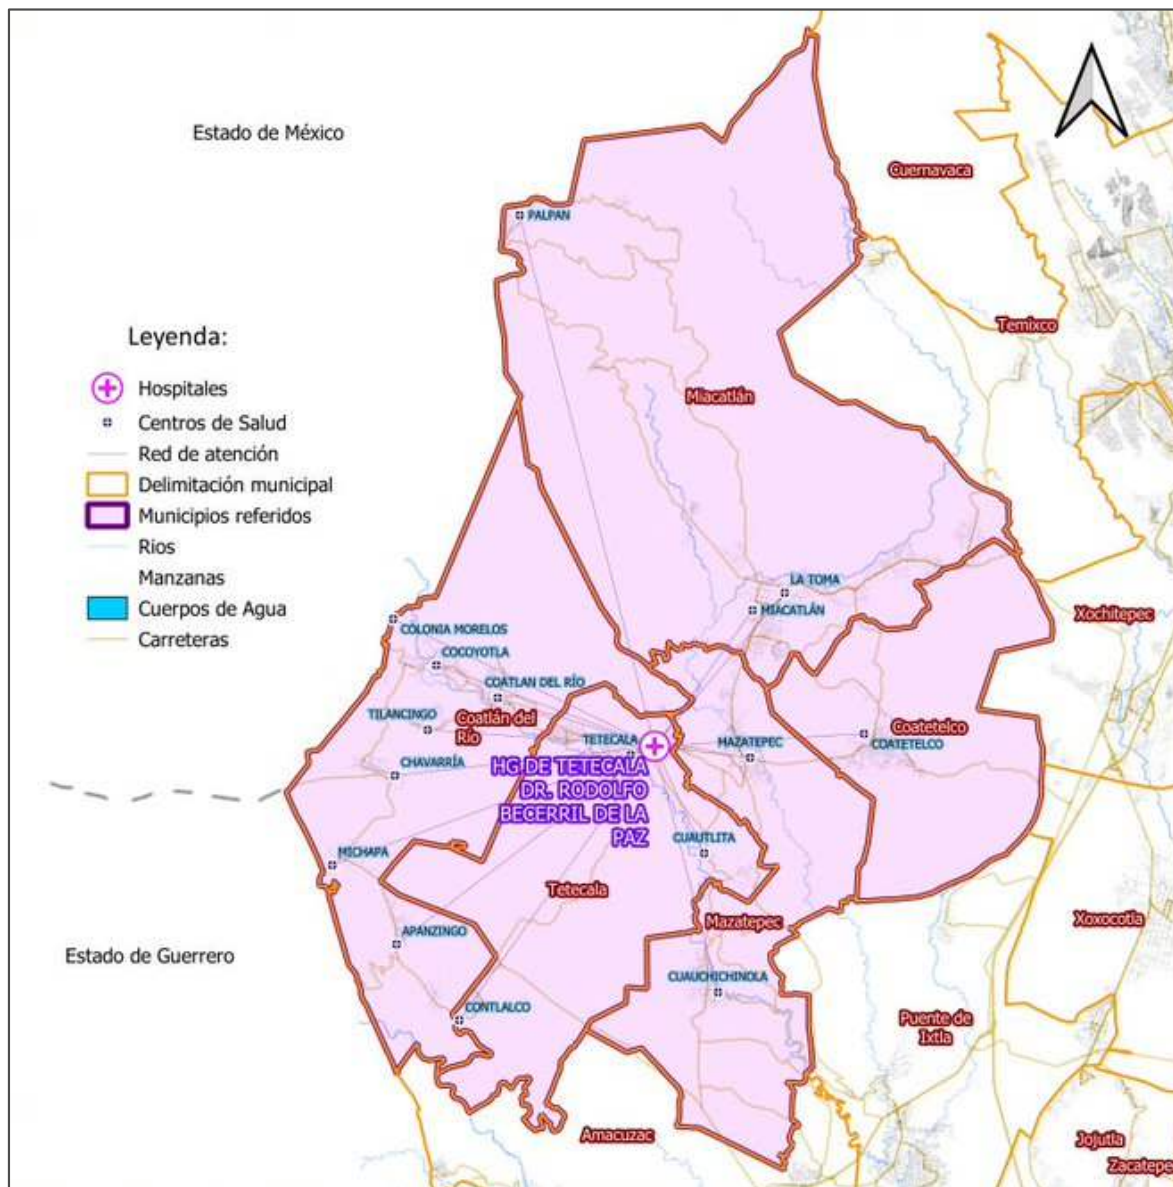 Estado de México
Cuernavaca
PALPAN
Temixco
Leyenda:
Hospitales
Centros de Salud
Red de atención
Delimitación municipal
Municipios referidos
Rios
Manzanas
Cuerpos de Agua
Carreteras
Miacatlán
LA TOMA
MIACATLÁN
Xochitepec
COLONIA MORELOS
COCOYOTLA
COATLAN DEL RÍO
TILANCINGO
Coatlán del
Río
TETECALA
MAZATEPEC
Coatetelco
COATETELCO
CHAVARRÍA
HG DE TETECALA
DR. RODOLFO
BECERRIL DE LA
PAZ
CUAUTLITA
MICHAPA
Tetecala
Mazatepec
Xoxocotla
APANZINGO
Estado de Guerrero
CUAUCHICHINOLA
CONTLALCO
Puente de
Ixtla
Amacuzac
Jojutla
Zacatepe